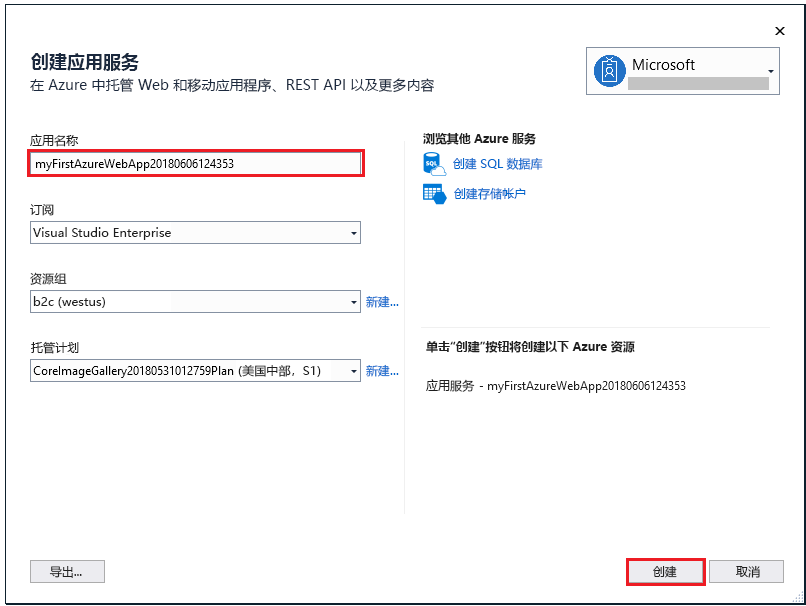 创建应用服务
在 Azure 中托管 Web 和移动应用程序、REST API 以及更多内容
Microsoft
应用名称
myFirstAzureWebApp20180606124353
订阅
Visual Studio Enterprise
资源组
b2c (westus)
新建...
托管计划
CoreImageGallery20180531012759Plan (美国中部，S1)
新建...
浏览其他 Azure 服务
SQL
创建 SQL 数据库
创建存储帐户
单击“创建”按钮将创建以下 Azure 资源
应用服务 - myFirstAzureWebApp20180606124353
导出...
创建
取消